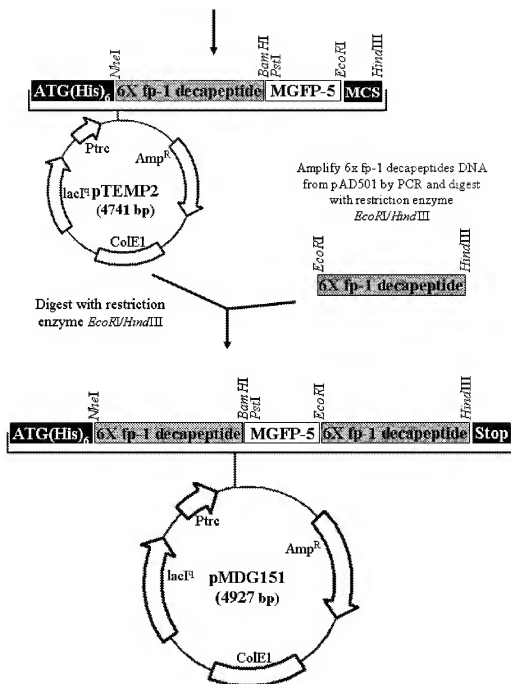 NheI
BamHI
PstI
EcoRI
HindIII
ATG(His)6 6X fp-1 decapeptide MGFP-5 MCS
Ptrc
AmpR
lacIq
pTEMP2
(4741 bp)
ColE1
Amplify 6x fp-1 decapeptides DNA
from pAD501 by PCR and digest
with restriction enzyme
EcoRI/HindIII
EcoRI
HindIII
6X fp-1 decapeptide
Digest with restriction
enzyme EcoRI/HindIII
NheI
BamHI
PstI
EcoRI
HindIII
ATG(His)6 6X fp-1 decapeptide MGFP-5 6X fp-1 decapeptide Stop
Ptrc
AmpR
lacIq
pMDG151
(4927 bp)
ColE1